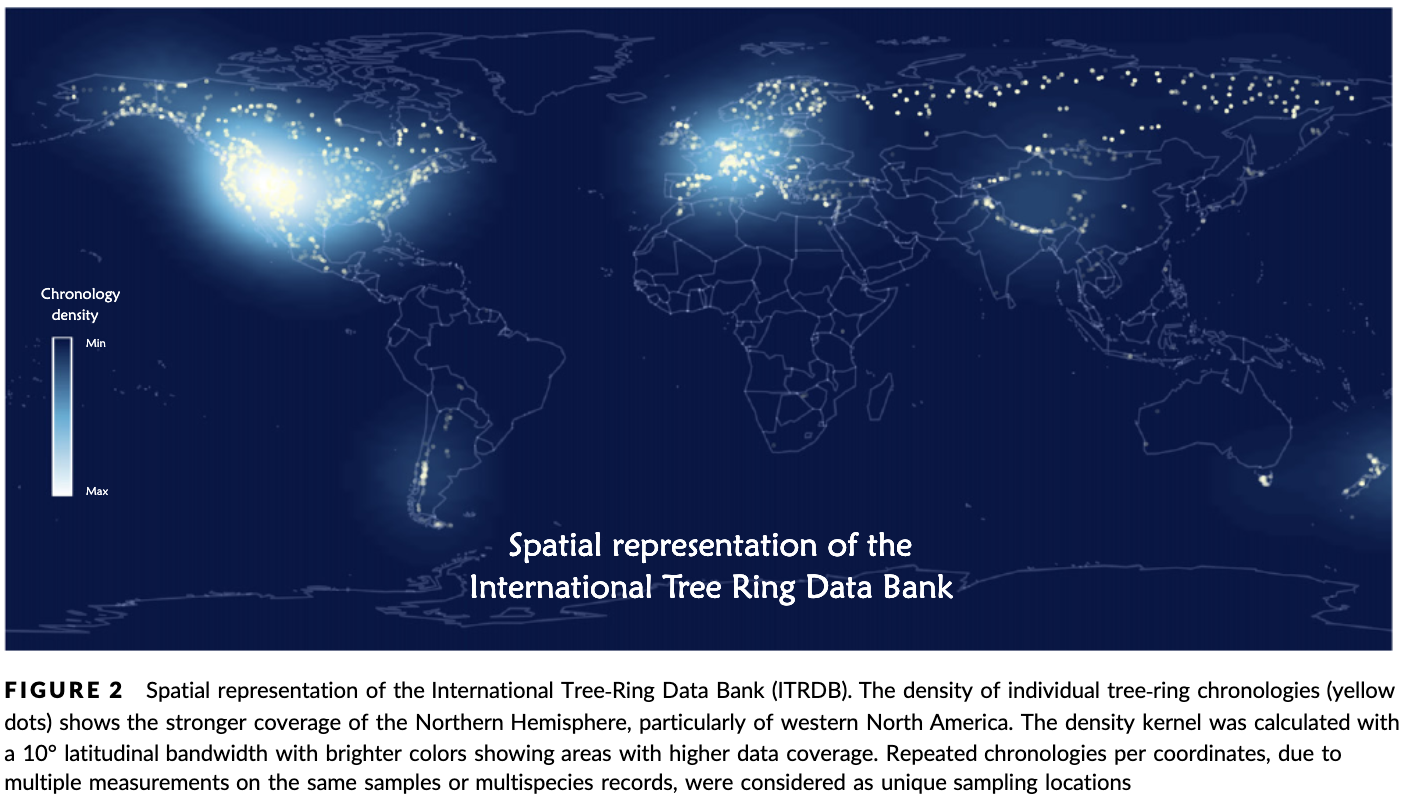 Chronology
density
Min
Max
Spatial representation of the
International Tree Ring Data Bank
FIGURE 2 Spatial representation of the International Tree-Ring Data Bank (ITRDB). The density of individual tree-ring chronologies (yellow
dots) shows the stronger coverage of the Northern Hemisphere, particularly of western North America. The density kernel was calculated with
a 10° latitudinal bandwidth with brighter colors showing areas with higher data coverage. Repeated chronologies per coordinates, due to
multiple measurements on the same samples or multispecies records, were considered as unique sampling locations